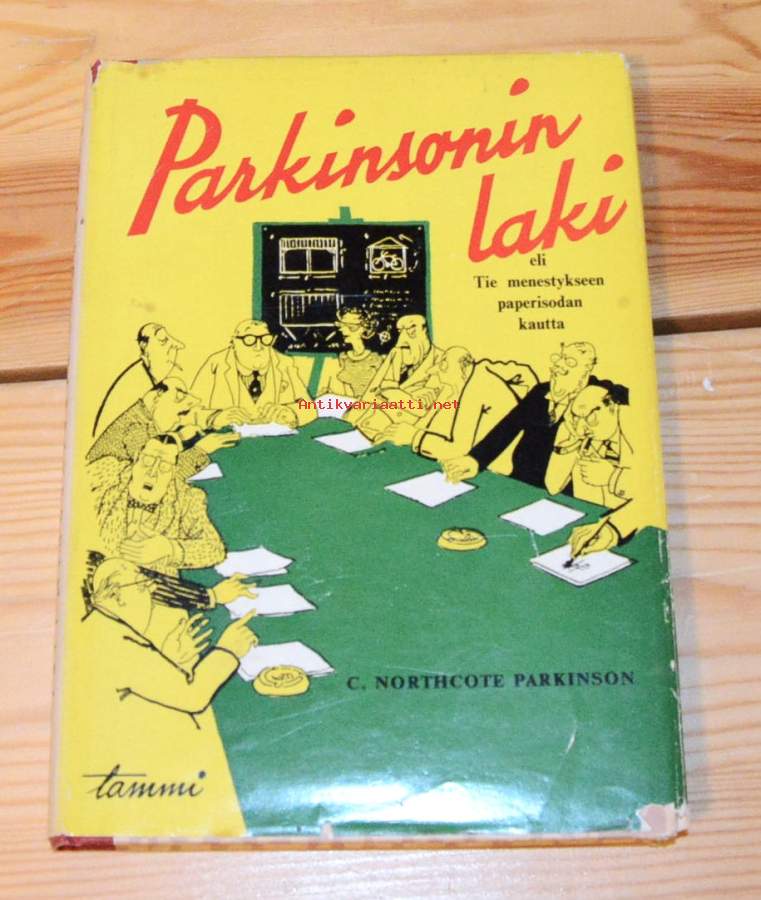 Parkinsonin
laki
eli
Tie menestykseen
paperisodan
kautta
Antikvariaatti.net
C. NORTHCOTE PARKINSON
tammi